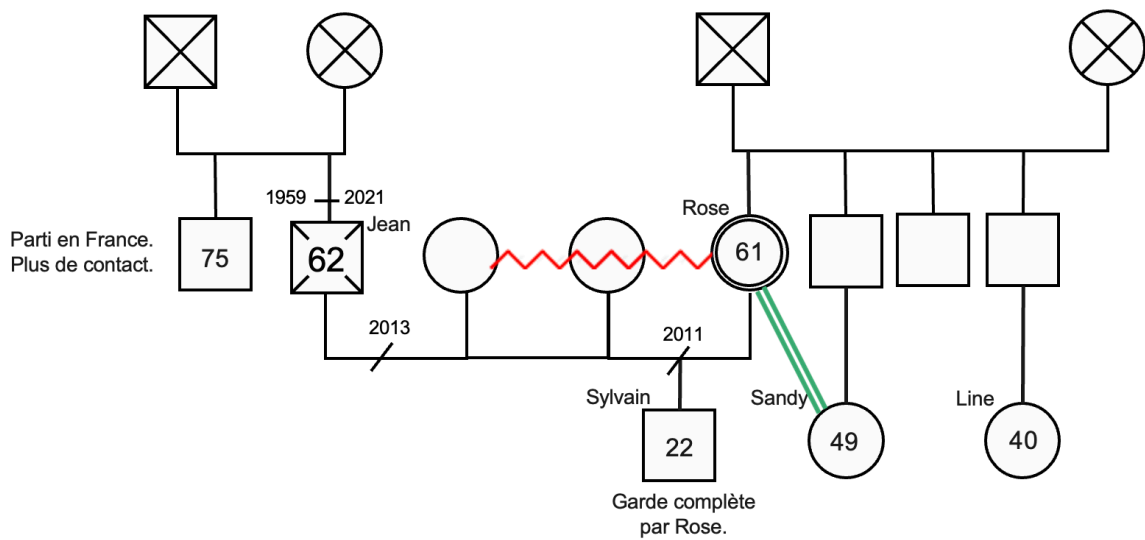 1959
2021
Jean
Rose
Parti en France.
Plus de contact.
75
62
61
2013
2011
Sylvain
Sandy
Line
22
49
40
Garde complète
par Rose.